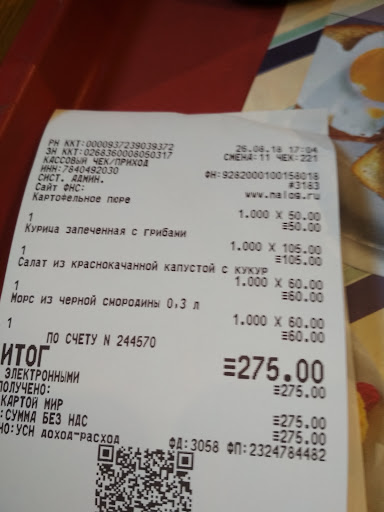 РН ККТ:0000937239039372 26.08.18 17:04
ЗН ККТ:0268360008050317 СМЕНА:11 ЧЕК:221
КАССОВЫЙ ЧЕК/ПРИХОД
ИНН:7840492030 ФН:9282000100158018
СИСТ. АДМИН. #3183
Сайт ФНС: www.nalog.ru
Картофельное пюре
1 1.000 X 50.00
≡50.00
Курица запеченная с грибами
1 1.000 X 105.00
≡105.00
Салат из краснокачанной капустой с кукур
1 1.000 X 60.00
≡60.00
Морс из черной смородины 0,3 л
1 1.000 X 60.00
≡60.00
ПО СЧЕТУ N 244570
ИТОГ ≡275.00
ЭЛЕКТРОННЫМИ ≡275.00
ПОЛУЧЕНО:
КАРТОЙ МИР ≡275.00
:СУММА БЕЗ НДС ≡275.00
НО:УСН доход-расход ФД:3058 ФП:2324784482